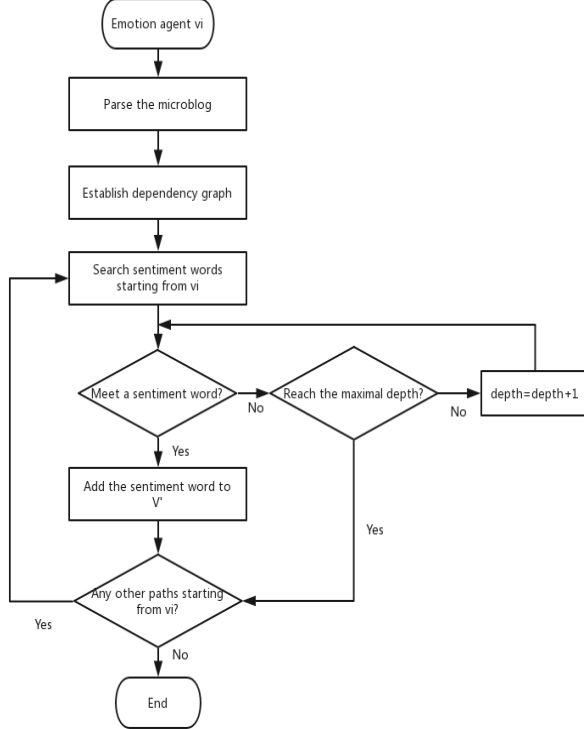 Emotion agent vi
Parse the microblog
Establish dependency graph
Search sentiment words
starting from vi
Meet a sentiment word?
No
Reach the maximal depth?
No
depth=depth+1
Yes
Add the sentiment word to
V'
Yes
Any other paths starting
from vi?
Yes
No
End